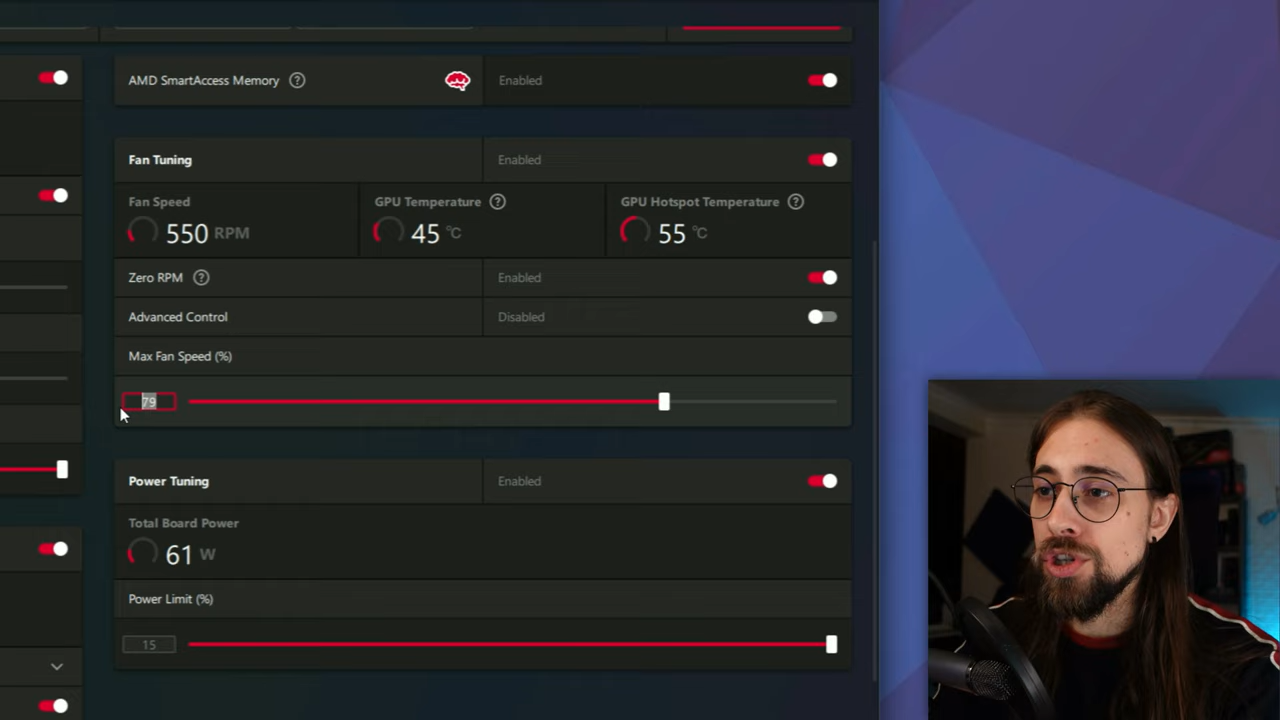 AMD SmartAccess Memory ? Enabled
Fan Tuning Enabled
Fan Speed GPU Temperature ? GPU Hotspot Temperature ?
550 RPM 45 °C 55 °C
Zero RPM ? Enabled
Advanced Control Disabled
Max Fan Speed (%)
79
Power Tuning Enabled
Total Board Power
61 W
Power Limit (%)
15